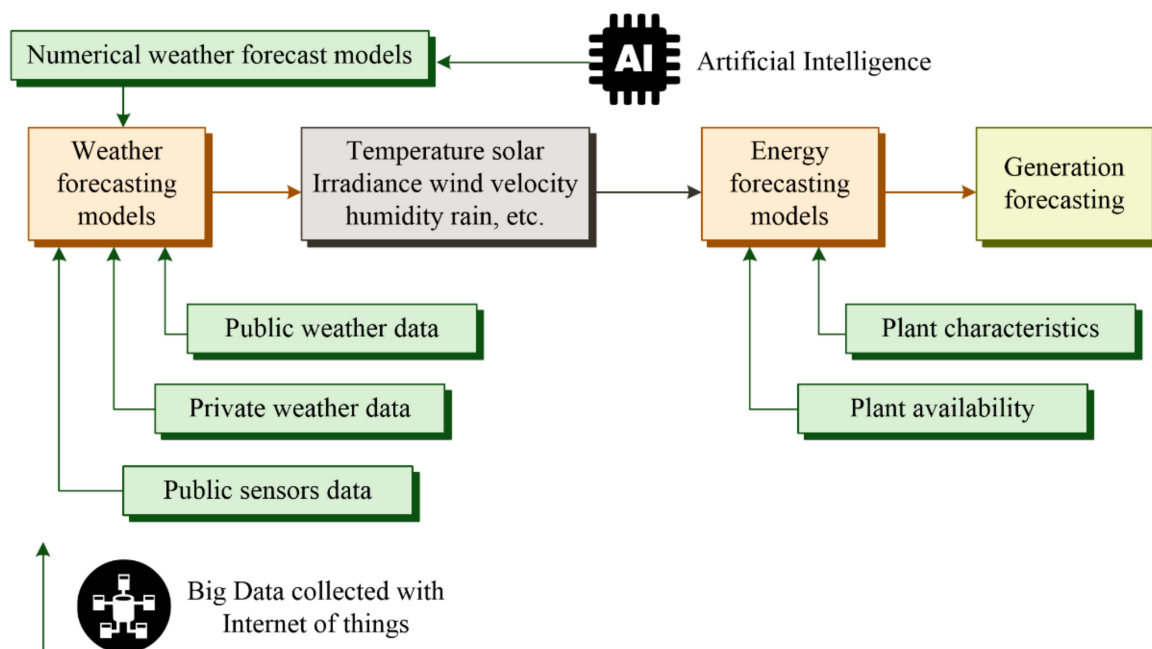 Numerical weather forecast models
AI
Artificial Intelligence
Weather
forecasting
models
Temperature solar
Irradiance wind velocity
humidity rain, etc.
Energy
forecasting
models
Generation
forecasting
Public weather data
Private weather data
Public sensors data
Plant characteristics
Plant availability
Big Data collected with
Internet of things